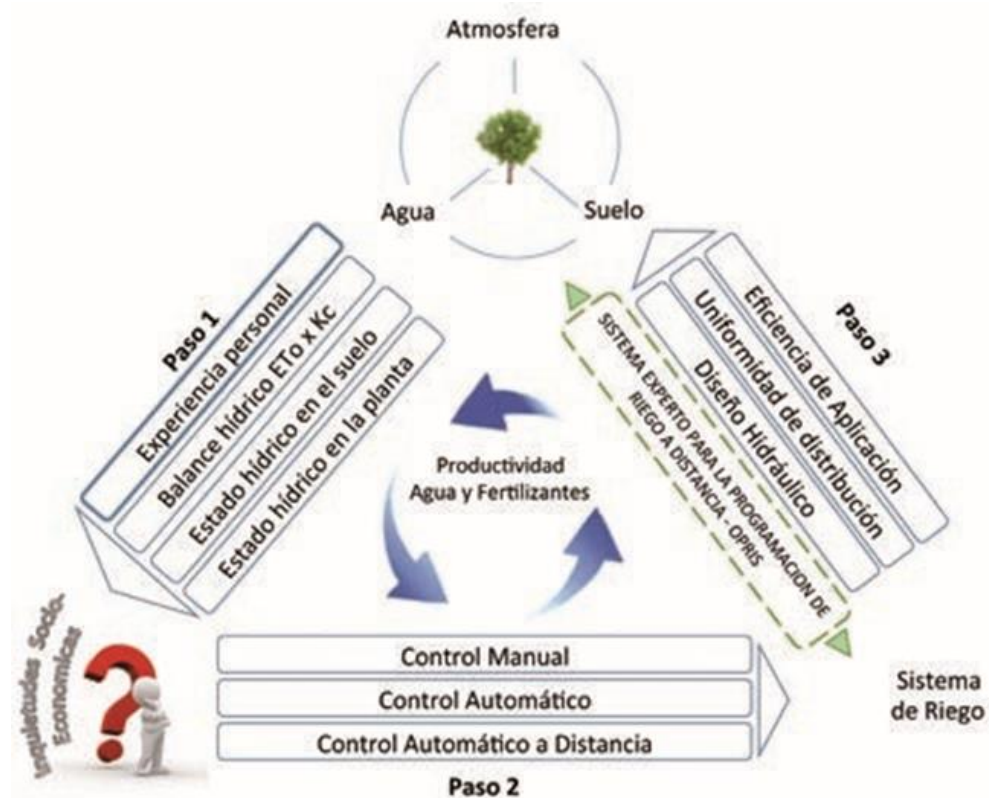 Atmosfera
Agua
Suelo
Paso 1
Experiencia personal
Balance hídrico ETo x Kc
Estado hídrico en el suelo
Estado hídrico en la planta
Paso 3
Eficiencia de Aplicación
Uniformidad de distribución
Diseño Hidráulico
SISTEMA EXPERTO PARA LA PROGRAMACION DE
RIEGO A DISTANCIA - OPRIS
Productividad
Agua y Fertilizantes
Inquietudes Socio-
Economicas
Control Manual
Control Automático
Control Automático a Distancia
Paso 2
Sistema
de Riego